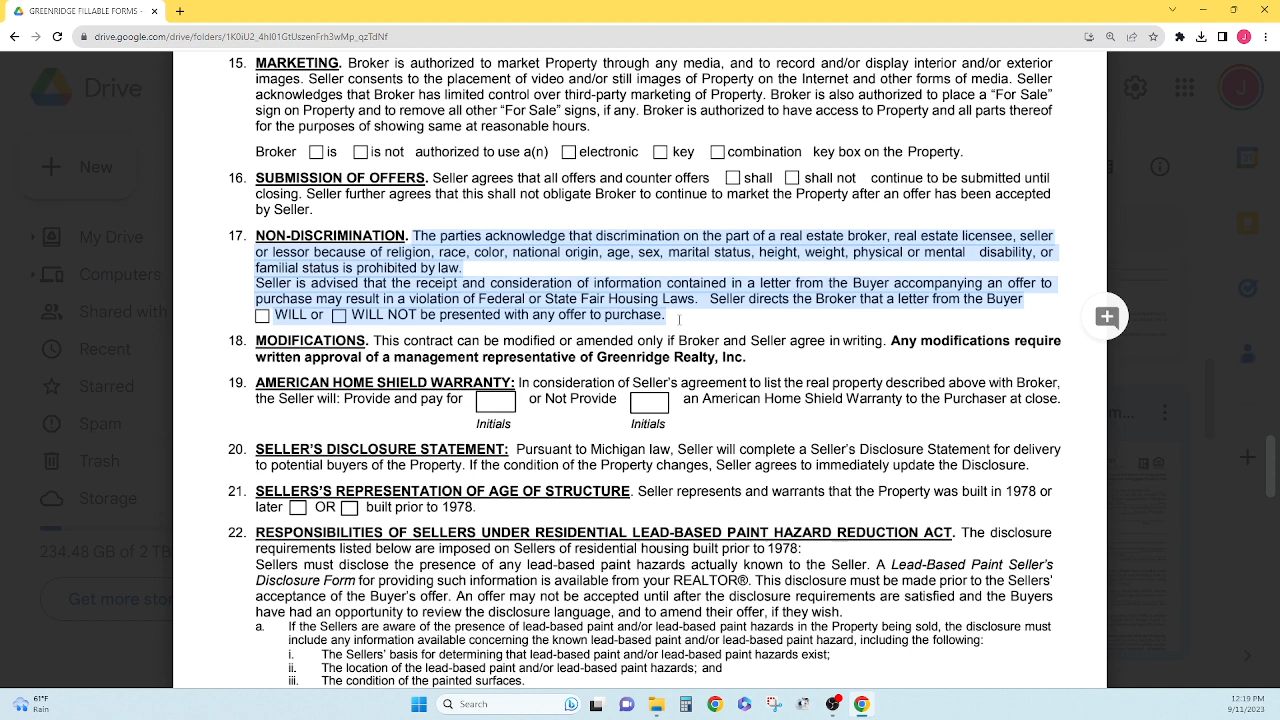 GREENRIDGE FILLABLE FORMS -
drive.google.com/drive/folders/1K0iU2_4hI01GtUszenFrh3wMp_qzTdNf
J
Drive
J
New
My Drive
Computers
Shared with
Recent
Starred
Spam
Trash
Storage
234.48 GB of 2 TB
Get more sto
15. MARKETING. Broker is authorized to market Property through any media, and to record and/or display interior and/or exterior
images. Seller consents to the placement of video and/or still images of Property on the Internet and other forms of media. Seller
acknowledges that Broker has limited control over third-party marketing of Property. Broker is also authorized to place a “For Sale”
sign on Property and to remove all other “For Sale” signs, if any. Broker is authorized to have access to Property and all parts thereof
for the purposes of showing same at reasonable hours.
Broker is is not authorized to use a(n) electronic key combination key box on the Property.
16. SUBMISSION OF OFFERS. Seller agrees that all offers and counter offers shall shall not continue to be submitted until
closing. Seller further agrees that this shall not obligate Broker to continue to market the Property after an offer has been accepted
by Seller.
17. NON-DISCRIMINATION. The parties acknowledge that discrimination on the part of a real estate broker, real estate licensee, seller
or lessor because of religion, race, color, national origin, age, sex, marital status, height, weight, physical or mental disability, or
familial status is prohibited by law.
Seller is advised that the receipt and consideration of information contained in a letter from the Buyer accompanying an offer to
purchase may result in a violation of Federal or State Fair Housing Laws. Seller directs the Broker that a letter from the Buyer
WILL or WILL NOT be presented with any offer to purchase.
18. MODIFICATIONS. This contract can be modified or amended only if Broker and Seller agree in writing. Any modifications require
written approval of a management representative of Greenridge Realty, Inc.
19. AMERICAN HOME SHIELD WARRANTY: In consideration of Seller’s agreement to list the real property described above with Broker,
the Seller will: Provide and pay for or Not Provide an American Home Shield Warranty to the Purchaser at close.
Initials Initials
20. SELLER’S DISCLOSURE STATEMENT: Pursuant to Michigan law, Seller will complete a Seller’s Disclosure Statement for delivery
to potential buyers of the Property. If the condition of the Property changes, Seller agrees to immediately update the Disclosure.
21. SELLERS’S REPRESENTATION OF AGE OF STRUCTURE. Seller represents and warrants that the Property was built in 1978 or
later OR built prior to 1978.
22. RESPONSIBILITIES OF SELLERS UNDER RESIDENTIAL LEAD-BASED PAINT HAZARD REDUCTION ACT. The disclosure
requirements listed below are imposed on Sellers of residential housing built prior to 1978:
Sellers must disclose the presence of any lead-based paint hazards actually known to the Seller. A Lead-Based Paint Seller’s
Disclosure Form for providing such information is available from your REALTOR®. This disclosure must be made prior to the Sellers’
acceptance of the Buyer’s offer. An offer may not be accepted until after the disclosure requirements are satisfied and the Buyers
have had an opportunity to review the disclosure language, and to amend their offer, if they wish.
a. If the Sellers are aware of the presence of lead-based paint and/or lead-based paint hazards in the Property being sold, the disclosure must
include any information available concerning the known lead-based paint and/or lead-based paint hazard, including the following:
i. The Sellers’ basis for determining that lead-based paint and/or lead-based paint hazards exist;
ii. The location of the lead-based paint and/or lead-based paint hazards; and
iii. The condition of the painted surfaces.
m...
61°F
Rain
Search
12:19 PM
9/11/2023